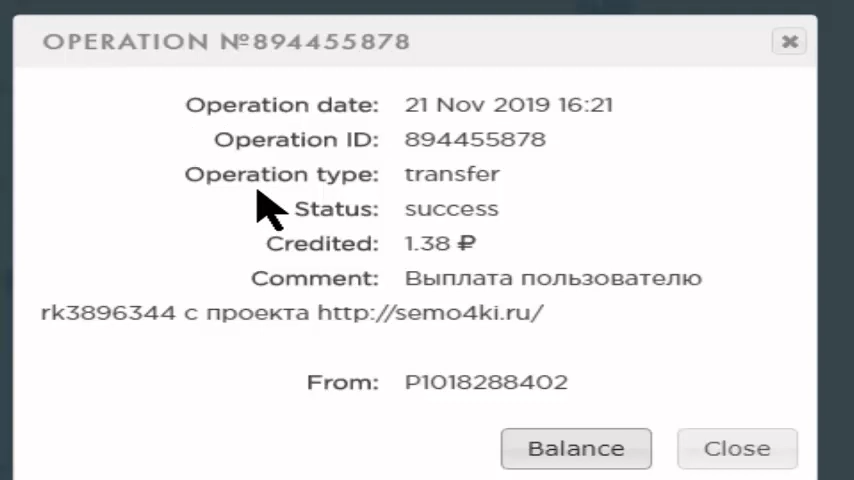 OPERATION №894455878
Operation date: 21 Nov 2019 16:21
Operation ID: 894455878
Operation type: transfer
Status: success
Credited: 1.38 ₽
Comment: Выплата пользователю
rk3896344 с проекта http://semo4ki.ru/
From: P1018288402
Balance Close